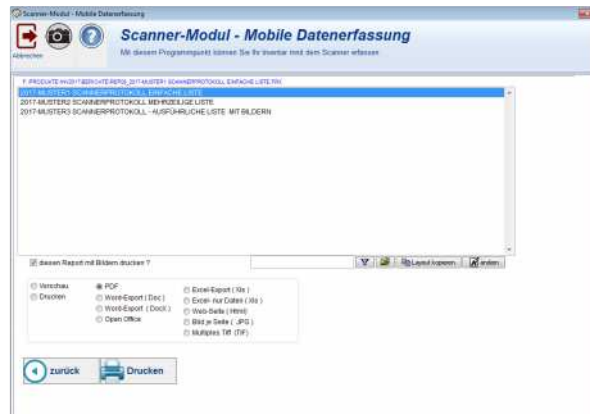 Scanner-Modul - Mobile Datenerfassung
Scanner-Modul - Mobile Datenerfassung
Mit diesem Programmpunkt können Sie Ihr Inventar mit dem Scanner erfassen
Abbrechen
2017-MUSTER1 SCANNERPROTOKOLL EINFACHE LISTE
2017-MUSTER2 SCANNERPROTOKOLL MEHRZEILIGE LISTE
2017-MUSTER3 SCANNERPROTOKOLL - AUSFÜHRLICHE LISTE MIT BILDERN
diesen Report mit Bildern drucken ?
Layout kopieren
ändern
Vorschau
Drucken
PDF
Word-Export ( Doc )
Word-Export ( DocX )
Open Office
Excel-Export ( Xls )
Excel- nur Daten ( Xls )
Web-Seite ( Html)
Bild je Seite ( JPG )
Multiples Tiff (TIF)
zurück
Drucken